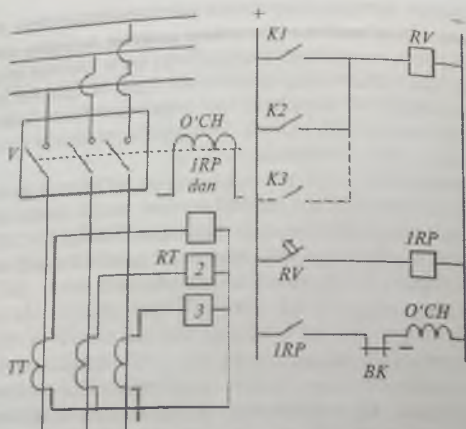 +
–
K1
RV
K2
K3
V
O'CH
1RP
dan
RT
2
3
TT
RV
1RP
1RP
BK
O'CH